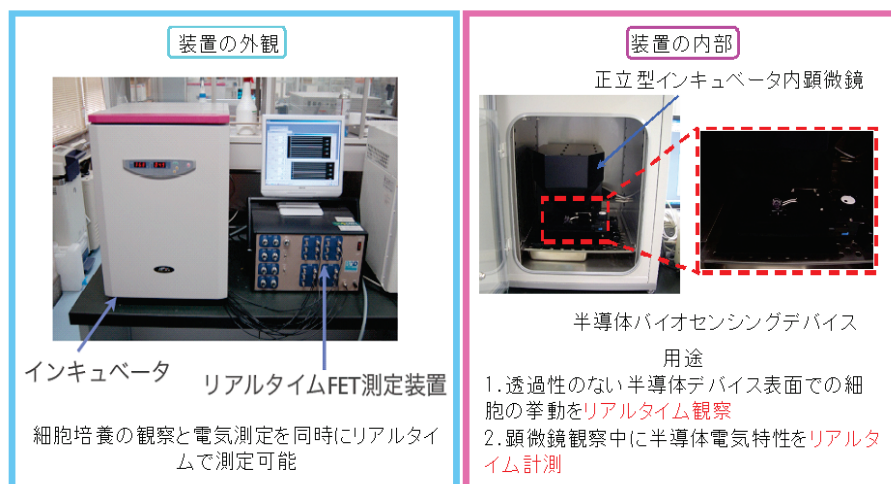 装置の外観
インキュベータ
リアルタイムFET測定装置
細胞培養の観察と電気測定を同時にリアルタイ
ムで測定可能
装置の内部
正立型インキュベータ内顕微鏡
半導体バイオセンシングデバイス
用途
1.透過性のない半導体デバイス表面での細
胞の挙動をリアルタイム観察
2.顕微鏡観察中に半導体電気特性をリアルタ
イム計測